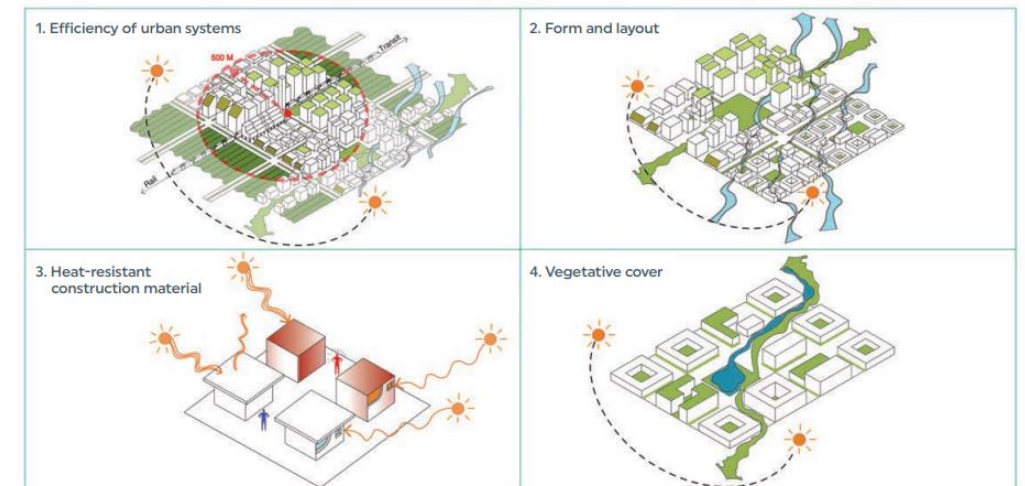 1. Efficiency of urban systems
500 M
Transit
Rail
2. Form and layout
3. Heat-resistant
construction material
4. Vegetative cover